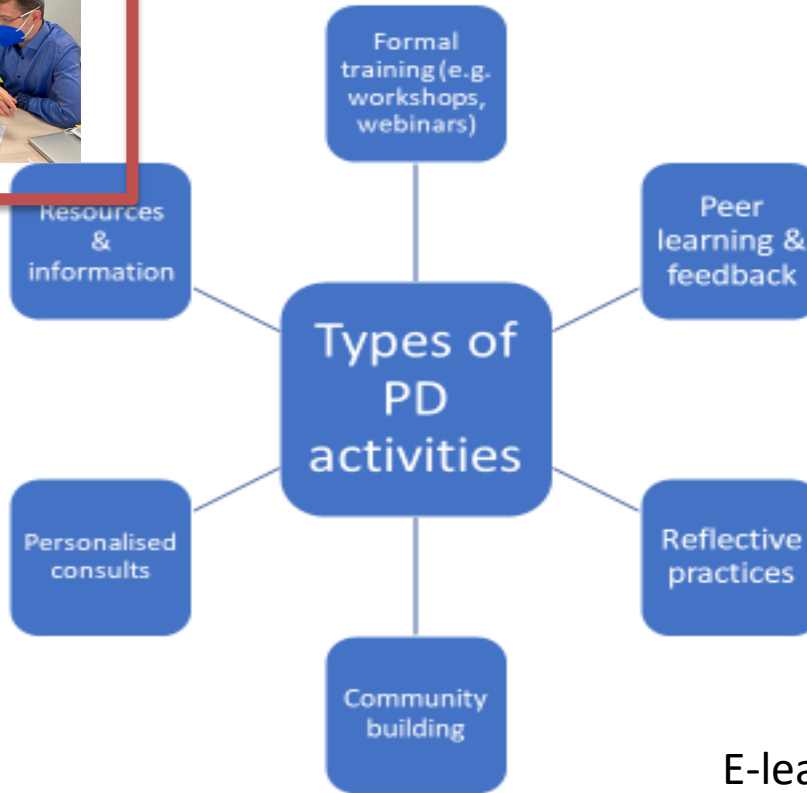 Formal
training (e.g.
workshops,
webinars)
Resources
&
information
Peer
learning &
feedback
Types of
PD
activities
Personalised
consults
Reflective
practices
Community
building
E-lea